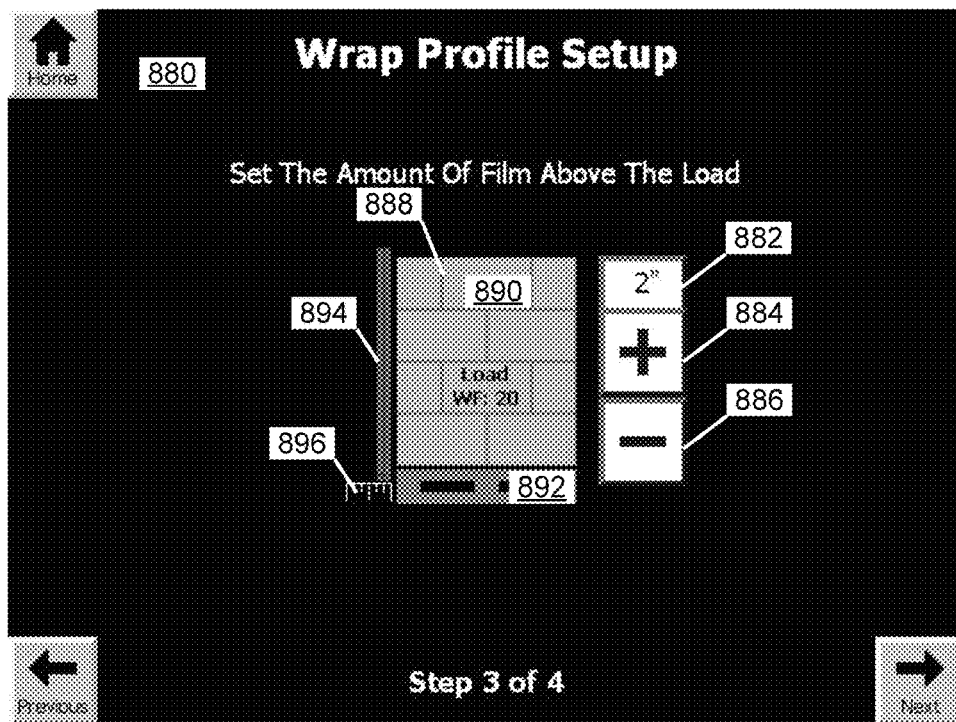 Wrap Profile Setup
Home
880
Set The Amount Of Film Above The Load
888
882
2"
890
894
884
Load
WF: 20
886
896
892
Previous
Step 3 of 4
Next